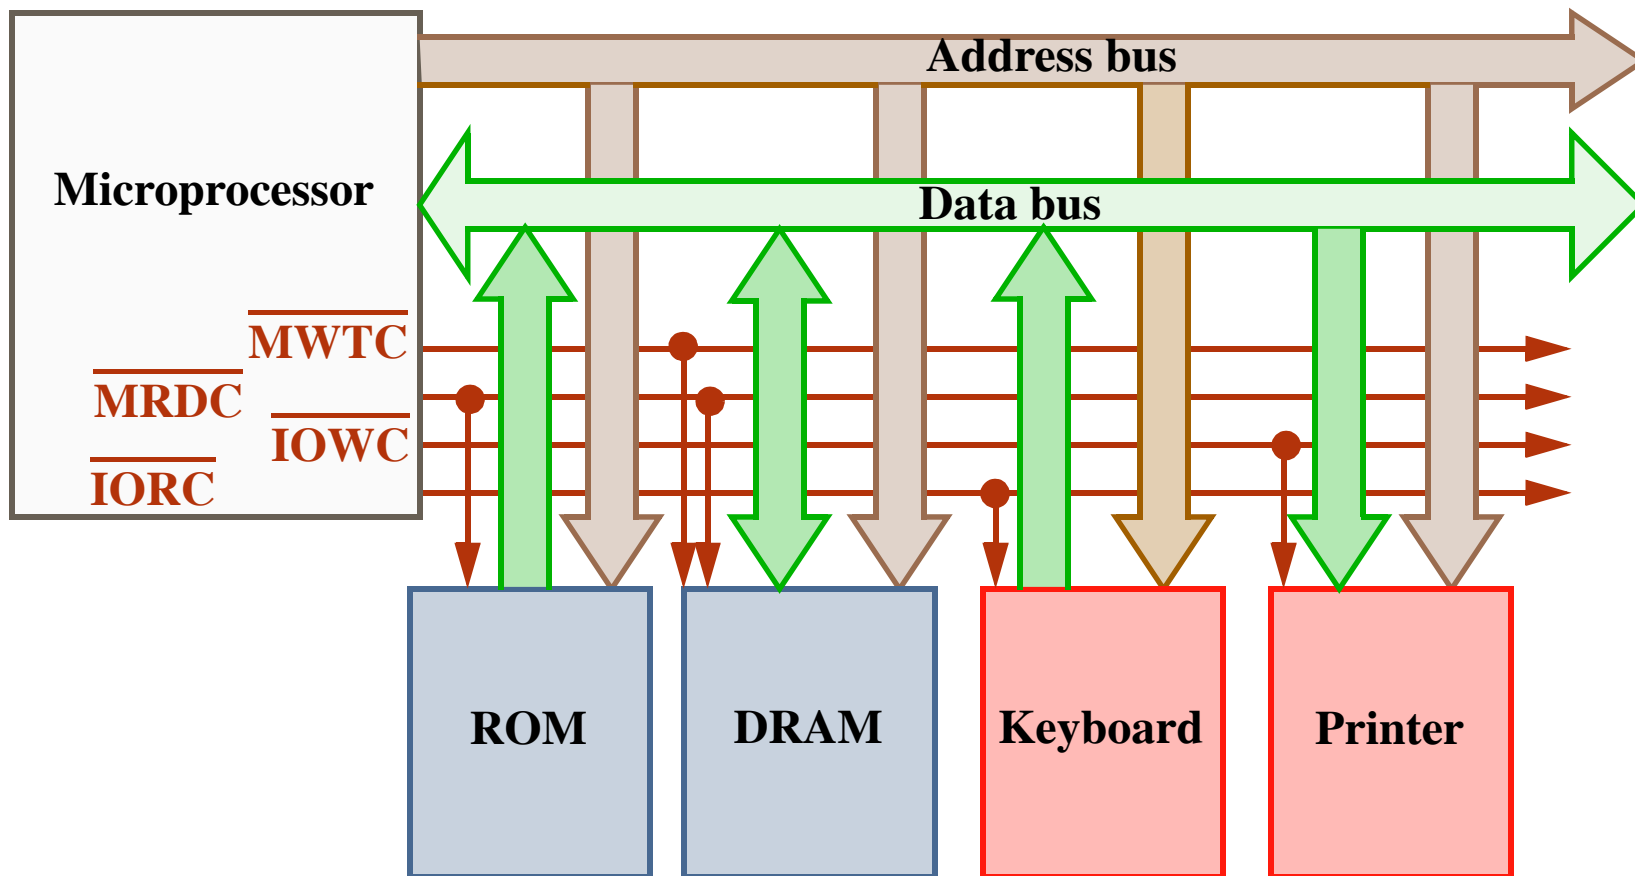 Address bus
Microprocessor
Data bus
MWTC
MRDC
IOWC
IORC
ROM
DRAM
Keyboard
Printer